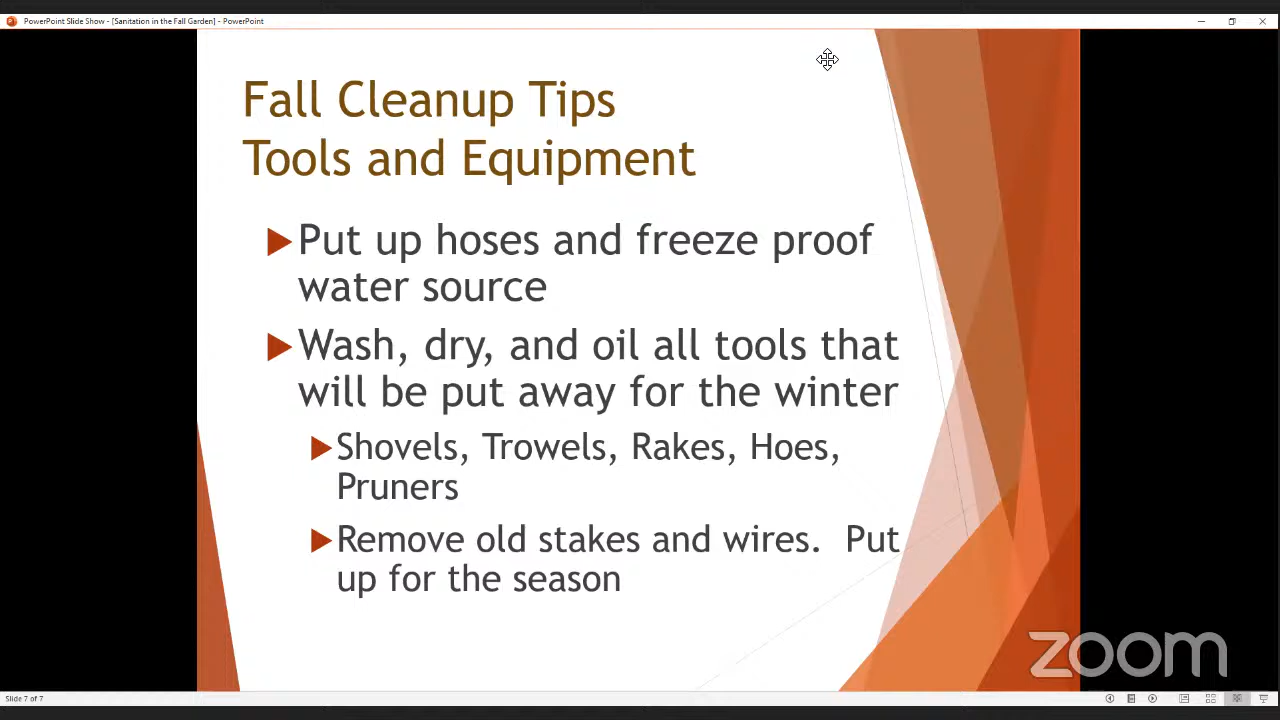 PowerPoint Slide Show - [Sanitation in the Fall Garden] - PowerPoint
Fall Cleanup Tips
Tools and Equipment
Put up hoses and freeze proof
water source
Wash, dry, and oil all tools that
will be put away for the winter
Shovels, Trowels, Rakes, Hoes,
Pruners
Remove old stakes and wires.  Put
up for the season
zoom
Slide 7 of 7